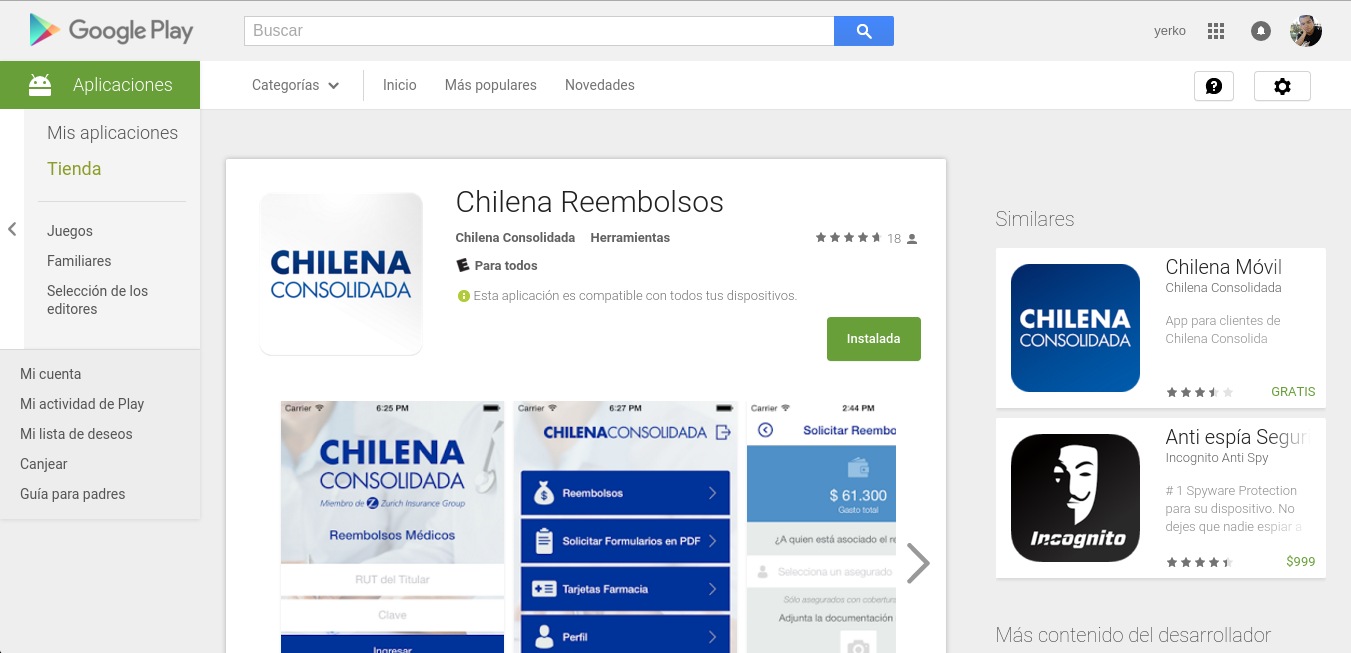 Google Play
Buscar
yerko
Aplicaciones
Categorías
Inicio
Más populares
Novedades
Mis aplicaciones
Tienda
Juegos
Familiares
Selección de los
editores
Mi cuenta
Mi actividad de Play
Mi lista de deseos
Canjear
Guía para padres
CHILENA
CONSOLIDADA
Chilena Reembolsos
Chilena Consolidada Herramientas
18
Para todos
Esta aplicación es compatible con todos tus dispositivos.
Instalada
Carrier 6:25 PM
CHILENA
CONSOLIDADA
Miembro de Zurich Insurance Group
Reembolsos Médicos
RUT del Titular
Clave
Ingresar
Carrier 6:27 PM
CHILENACONSOLIDADA
Reembolsos
Solicitar Formularios en PDF
Tarjetas Farmacia
Perfil
Carrier 2:44 PM
Solicitar Reembo
$ 61.300
Gasto total
¿A quien está asociado el re
Selecciona un asegurado
Sólo asegurados con cobertura
Adjunta la documentación
Similares
CHILENA
CONSOLIDADA
Chilena Móvil
Chilena Consolidada
App para clientes de
Chilena Consolida
GRATIS
Incognito
Anti espía Segur
Incognito Anti Spy
# 1 Spyware Protection
para su dispositivo. No
dejes que nadie espiar a
$999
Más contenido del desarrollador